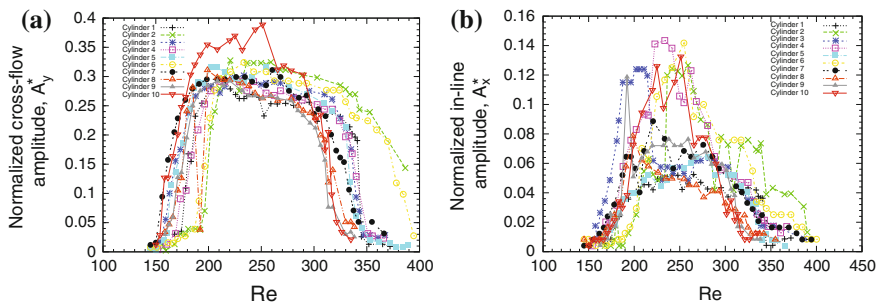 (a)
Normalized cross-flow
amplitude, A*y
0.4
0.35
0.3
0.25
0.2
0.15
0.1
0.05
0
Cylinder 1
Cylinder 2
Cylinder 3
Cylinder 4
Cylinder 5
Cylinder 6
Cylinder 7
Cylinder 8
Cylinder 9
Cylinder 10
100 150 200 250 300 350 400
Re
(b)
Normalized in-line
amplitude, A*x
0.16
0.14
0.12
0.1
0.08
0.06
0.04
0.02
0
Cylinder 1
Cylinder 2
Cylinder 3
Cylinder 4
Cylinder 5
Cylinder 6
Cylinder 7
Cylinder 8
Cylinder 9
Cylinder 10
100 150 200 250 300 350 400 450
Re